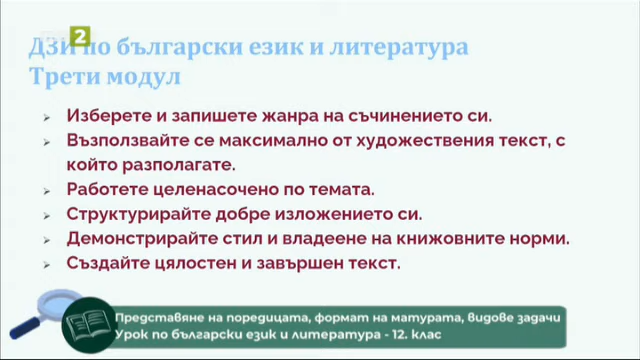 2
ДЗИ по български език и литература
Трети модул
Изберете и запишете жанра на съчинението си.
Възползвайте се максимално от художествения текст, с
който разполагате.
Работете целенасочено по темата.
Структурирайте добре изложението си.
Демонстрирайте стил и владеене на книжовните норми.
Създайте цялостен и завършен текст.
Представяне на поредицата, формат на матурата, видове задачи
Урок по български език и литература - 12. клас